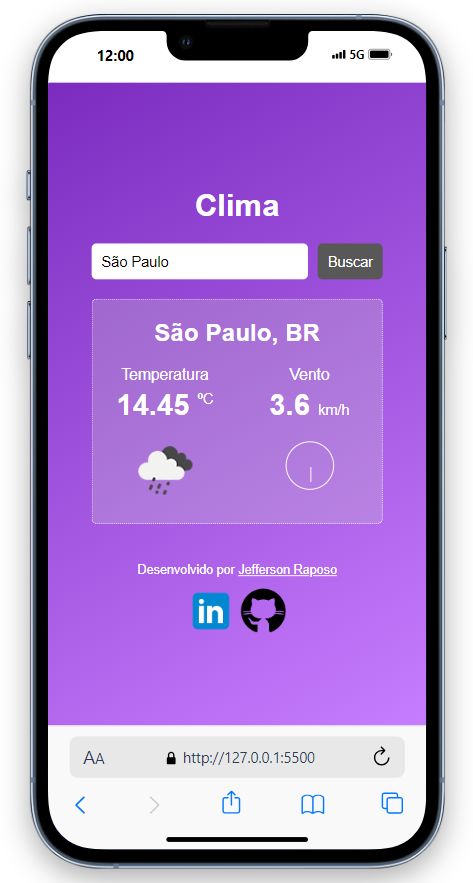 12:00
5G
Clima
São Paulo
Buscar
São Paulo, BR
Temperatura
Vento
14.45 ºC
3.6 km/h
Desenvolvido por Jefferson Raposo
in
AA
http://127.0.0.1:5500